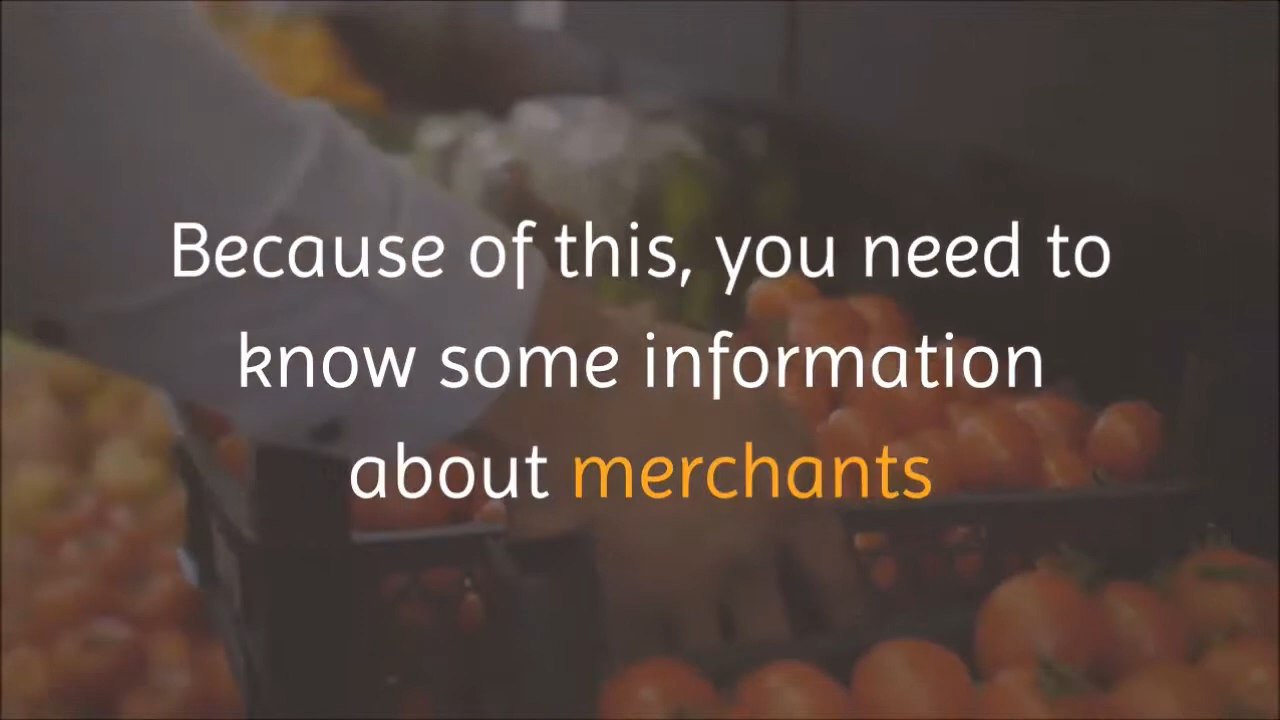 Because of this, you need to
know some information
about merchants